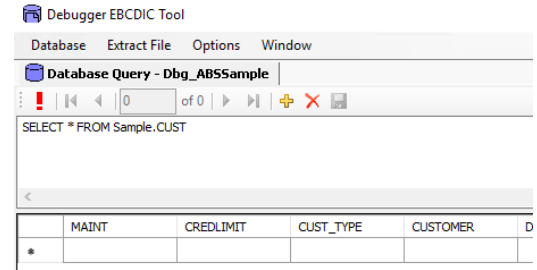 Debugger EBCDIC Tool
Database Extract File Options Window
Database Query - Dbg_ABSSample
! 0 of 0
SELECT * FROM Sample.CUST
MAINT CREDLIMIT CUST_TYPE CUSTOMER D
*